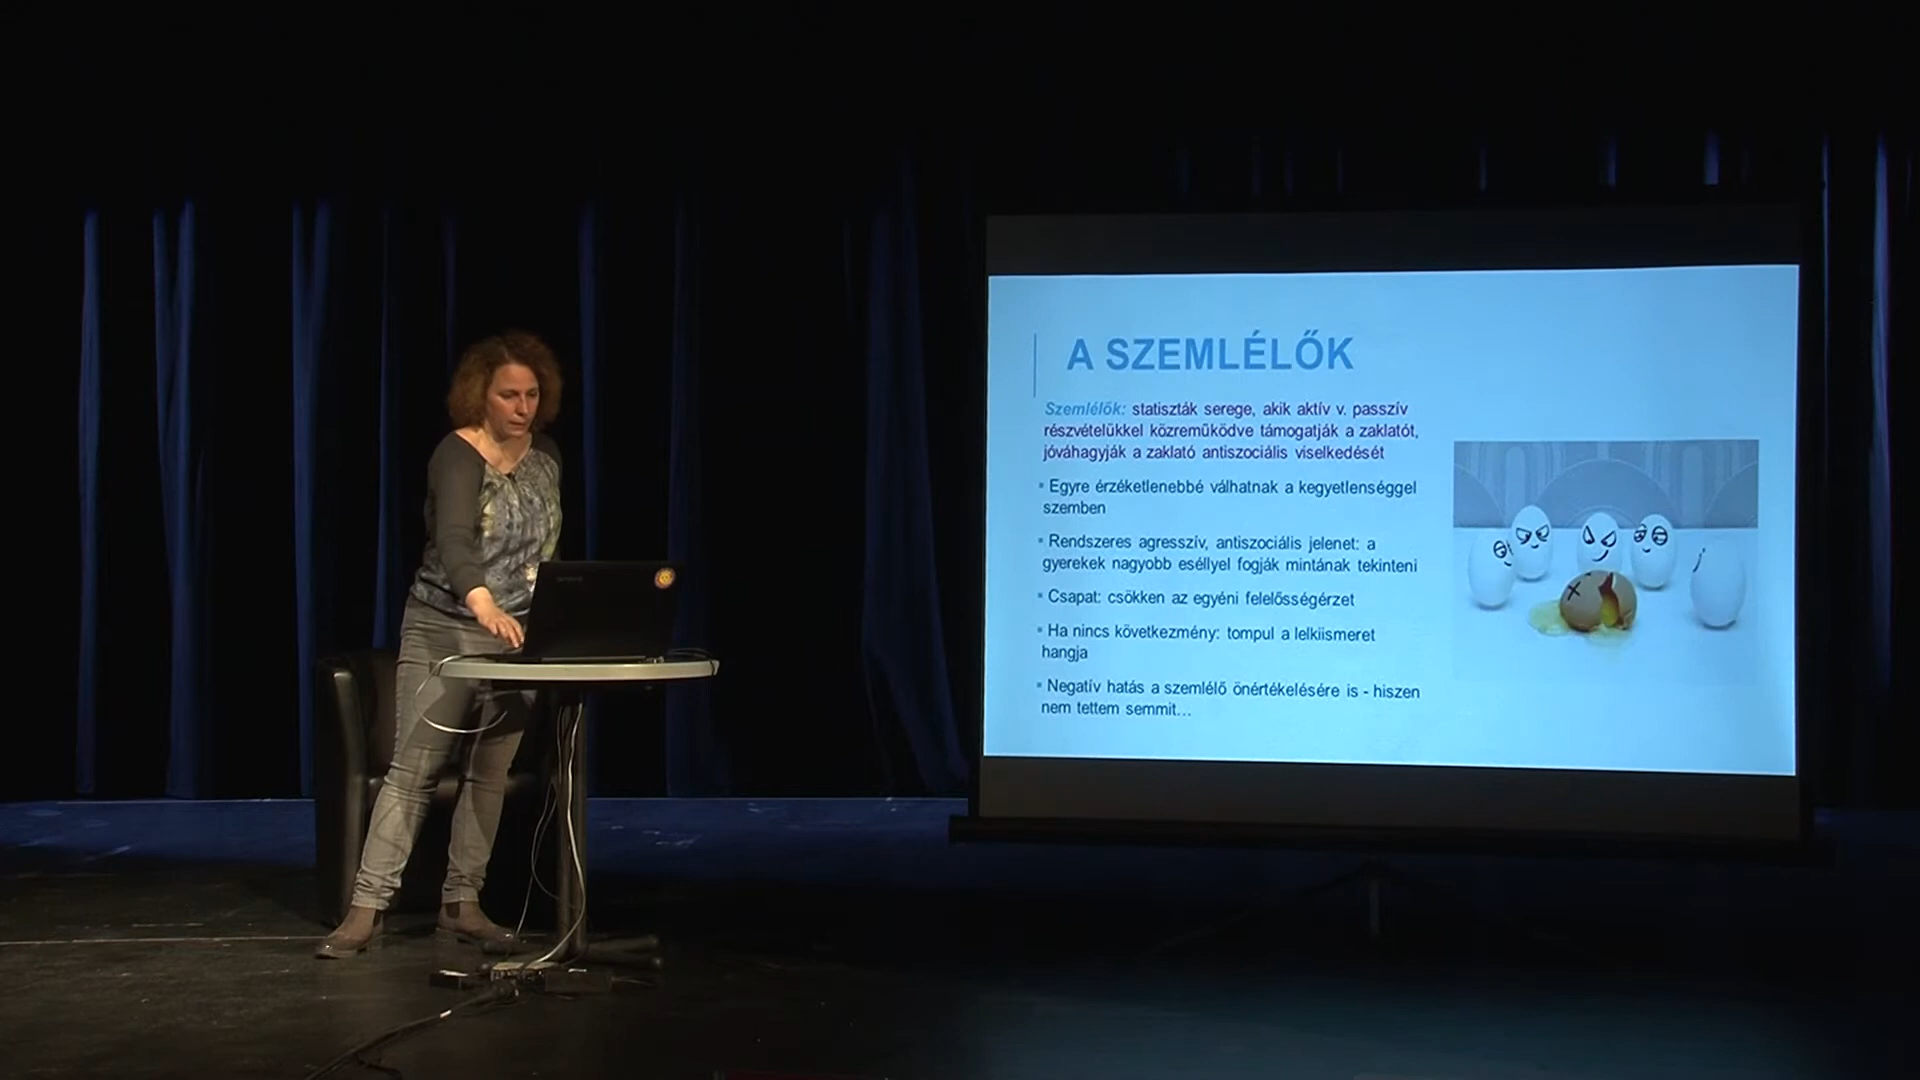 A SZEMLÉLŐK
Szemlélők: statiszták serege, akik aktív v. passzív
részvételükkel közreműködve támogatják a zaklatót,
jóváhagyják a zaklató antiszociális viselkedését
▪ Egyre érzéketlenebbé válhatnak a kegyetlenséggel
szemben
▪ Rendszeres agresszív, antiszociális jelenet: a
gyerekek nagyobb eséllyel fogják mintának tekinteni
▪ Csapat: csökken az egyéni felelősségérzet
▪ Ha nincs következmény: tompul a lelkiismeret
hangja
▪ Negatív hatás a szemlélő önértékelésére is - hiszen
nem tettem semmit...